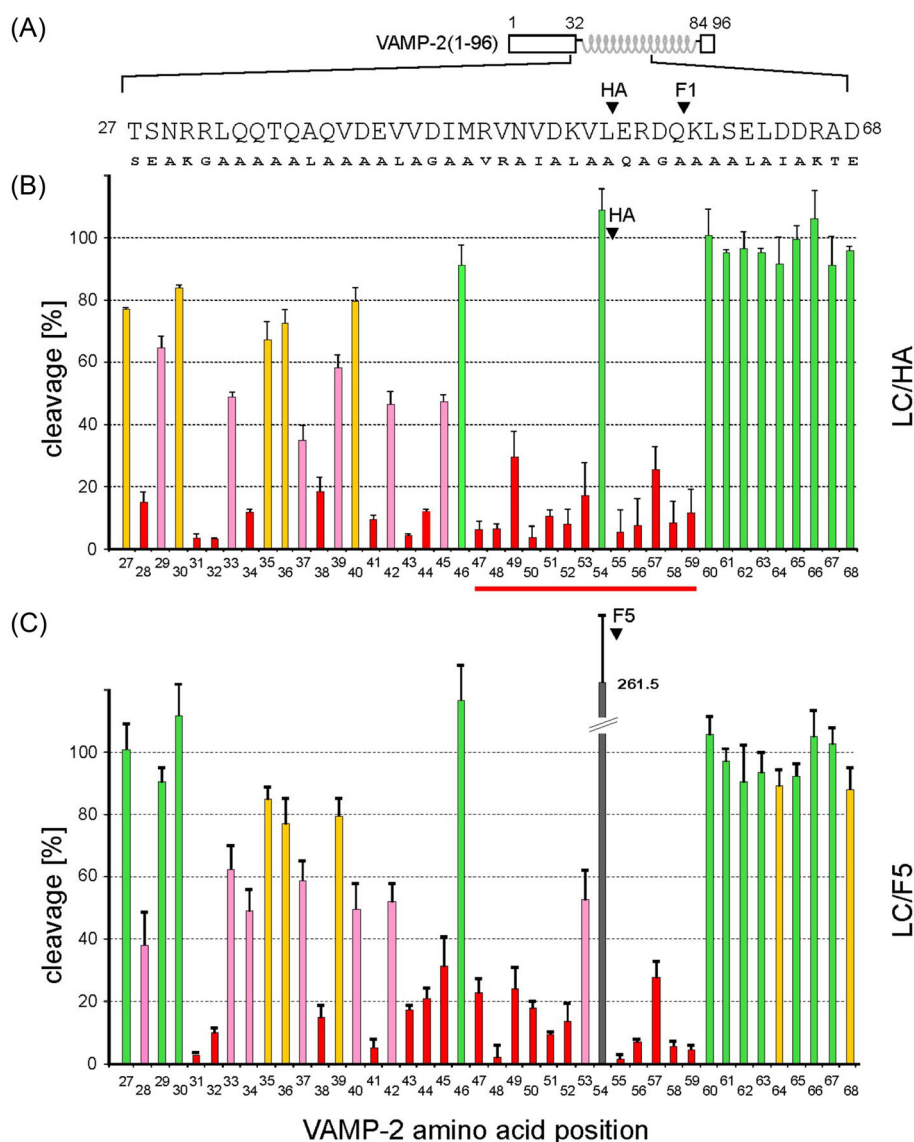 (A)
1 32 84 96
VAMP-2(1-96)
HA F1
27 TSNRRLQQTQAQVDEVVDIMRVNVDKVLERDQKLSELDDRAD 68
S E A K G A A A A A L A A A A L A G A A V R A I A L A A Q A G A A A A L A I A K T E
(B)
HA
100
80
60
40
20
0
cleavage [%]
LC/HA
27 28 29 30 31 32 33 34 35 36 37 38 39 40 41 42 43 44 45 46 47 48 49 50 51 52 53 54 55 56 57 58 59 60 61 62 63 64 65 66 67 68
(C)
F5
261.5
100
80
60
40
20
0
cleavage [%]
LC/F5
27 28 29 30 31 32 33 34 35 36 37 38 39 40 41 42 43 44 45 46 47 48 49 50 51 52 53 54 55 56 57 58 59 60 61 62 63 64 65 66 67 68
VAMP-2 amino acid position